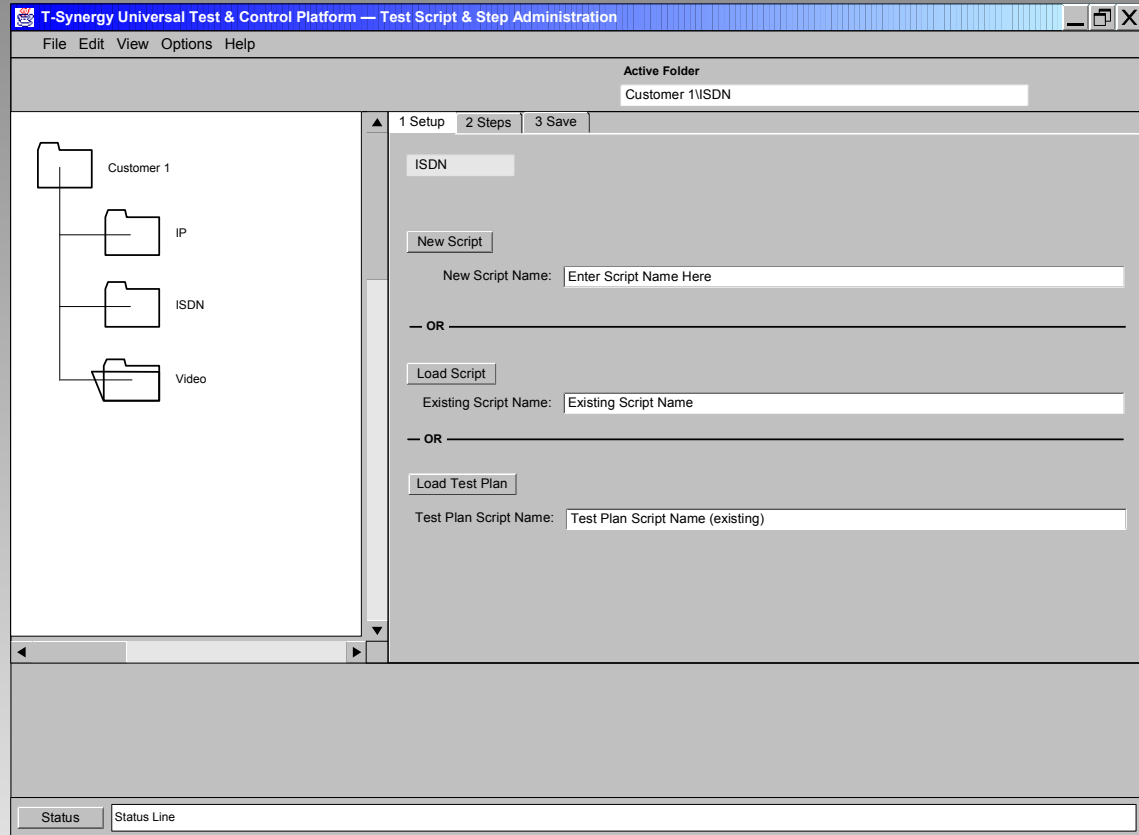 T-Synergy Universal Test & Control Platform — Test Script & Step Administration
File Edit View Options Help
Active Folder
Customer 1\ISDN
Customer 1
IP
ISDN
Video
1 Setup 2 Steps 3 Save
ISDN
New Script
New Script Name: Enter Script Name Here
— OR —
Load Script
Existing Script Name: Existing Script Name
— OR —
Load Test Plan
Test Plan Script Name: Test Plan Script Name (existing)
Status Status Line